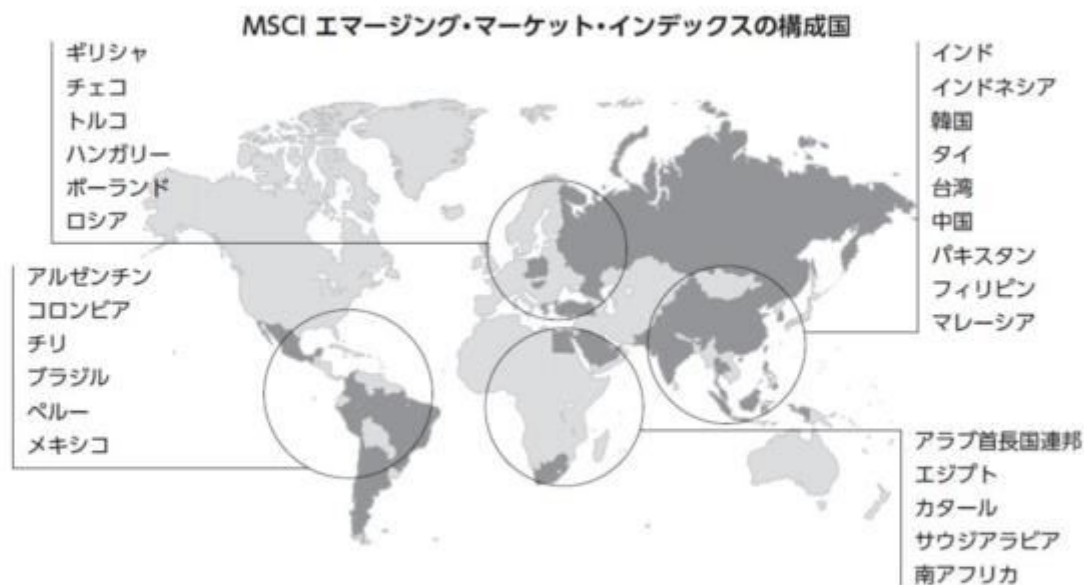 MSCI エマージング・マーケット・インデックスの構成国
ギリシャ
チェコ
トルコ
ハンガリー
ポーランド
ロシア
アルゼンチン
コロンビア
チリ
ブラジル
ペルー
メキシコ
インド
インドネシア
韓国
タイ
台湾
中国
パキスタン
フィリピン
マレーシア
アラブ首長国連邦
エジプト
カタール
サウジアラビア
南アフリカ